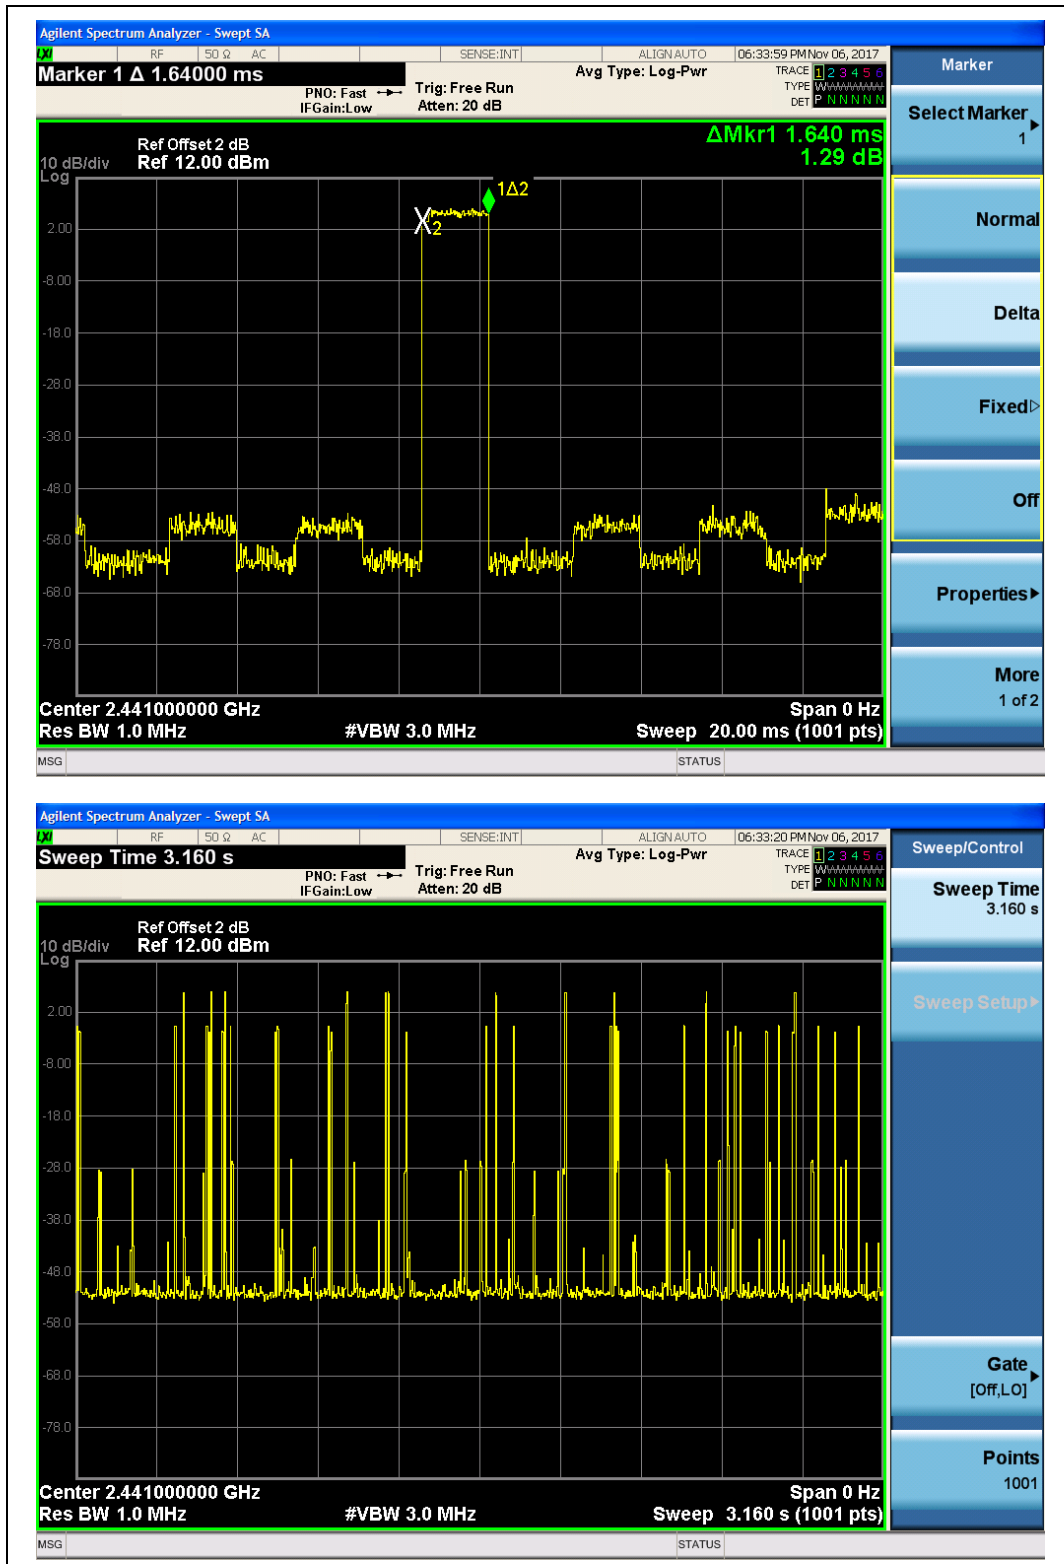 Agilent Spectrum Analyzer - Swept SA
LXI RF 50 Ω AC SENSE:INT ALIGN AUTO 06:33:59 PM Nov 06, 2017
Marker 1 Δ 1.64000 ms
PNO: Fast
IFGain:Low
Trig: Free Run
Atten: 20 dB
Avg Type: Log-Pwr
TRACE 1 2 3 4 5 6
TYPE
DET P N N N N N
Marker
Select Marker
1
Normal
Delta
Fixed
Off
Properties
More
1 of 2
ΔMkr1 1.640 ms
1.29 dB
Ref Offset 2 dB
10 dB/div Ref 12.00 dBm
Log
1Δ2
2
2.00
-8.00
-18.0
-28.0
-38.0
-48.0
-58.0
-68.0
-78.0
Center 2.441000000 GHz Span 0 Hz
Res BW 1.0 MHz #VBW 3.0 MHz Sweep 20.00 ms (1001 pts)
MSG STATUS
Agilent Spectrum Analyzer - Swept SA
LXI RF 50 Ω AC SENSE:INT ALIGN AUTO 06:33:20 PM Nov 06, 2017
Sweep Time 3.160 s
PNO: Fast
IFGain:Low
Trig: Free Run
Atten: 20 dB
Avg Type: Log-Pwr
TRACE 1 2 3 4 5 6
TYPE
DET P N N N N N
Sweep/Control
Sweep Time
3.160 s
Sweep Setup
Gate
[Off,LO]
Points
1001
Ref Offset 2 dB
10 dB/div Ref 12.00 dBm
Log
2.00
-8.00
-18.0
-28.0
-38.0
-48.0
-58.0
-68.0
-78.0
Center 2.441000000 GHz Span 0 Hz
Res BW 1.0 MHz #VBW 3.0 MHz Sweep 3.160 s (1001 pts)
MSG STATUS